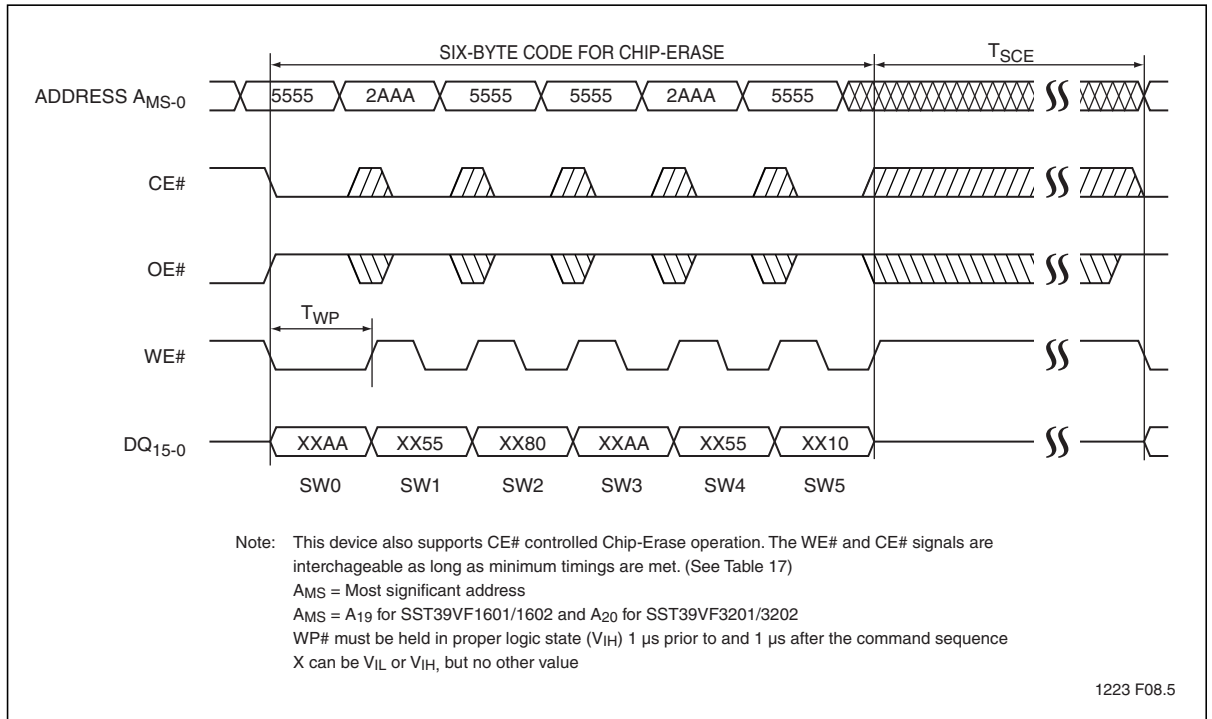 SIX-BYTE CODE FOR CHIP-ERASE
TSCE
ADDRESS AMS-0
5555 2AAA 5555 5555 2AAA 5555
CE#
OE#
TWP
WE#
DQ15-0
XXAA XX55 XX80 XXAA XX55 XX10
SW0 SW1 SW2 SW3 SW4 SW5
Note: This device also supports CE# controlled Chip-Erase operation. The WE# and CE# signals are
interchageable as long as minimum timings are met. (See Table 17)
AMS = Most significant address
AMS = A19 for SST39VF1601/1602 and A20 for SST39VF3201/3202
WP# must be held in proper logic state (VIH) 1 µs prior to and 1 µs after the command sequence
X can be VIL or VIH, but no other value
1223 F08.5